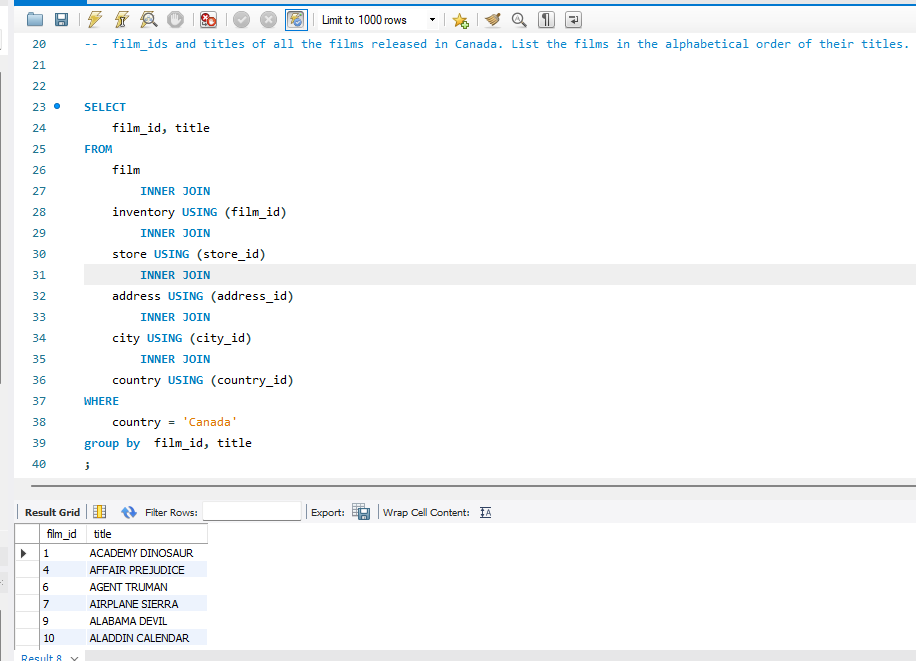 Limit to 1000 rows
20 -- film_ids and titles of all the films released in Canada. List the films in the alphabetical order of their titles.
21
22
23 SELECT
24 film_id, title
25 FROM
26 film
27 INNER JOIN
28 inventory USING (film_id)
29 INNER JOIN
30 store USING (store_id)
31 INNER JOIN
32 address USING (address_id)
33 INNER JOIN
34 city USING (city_id)
35 INNER JOIN
36 country USING (country_id)
37 WHERE
38 country = 'Canada'
39 group by film_id, title
40 ;
Result Grid Filter Rows: Export: Wrap Cell Content: IA
film_id title
1 ACADEMY DINOSAUR
4 AFFAIR PREJUDICE
6 AGENT TRUMAN
7 AIRPLANE SIERRA
9 ALABAMA DEVIL
10 ALADDIN CALENDAR
Result 8